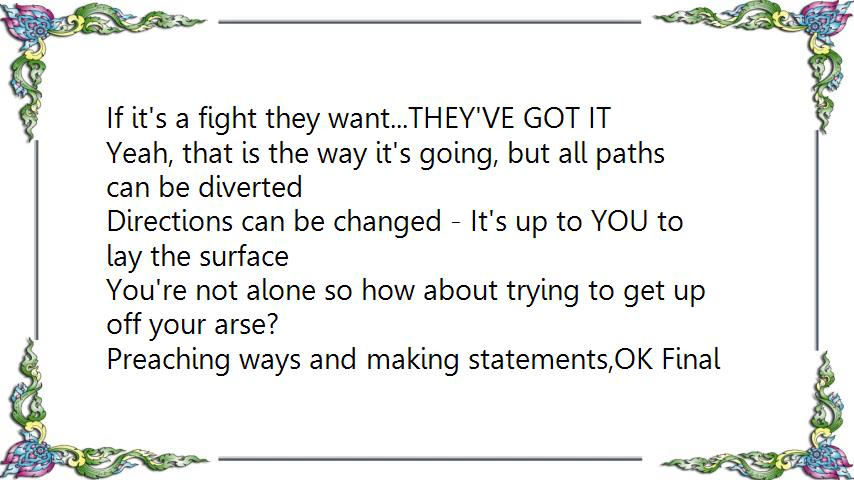 If it's a fight they want...THEY'VE GOT IT
Yeah, that is the way it's going, but all paths
can be diverted
Directions can be changed - It's up to YOU to
lay the surface
You're not alone so how about trying to get up
off your arse?
Preaching ways and making statements,OK Final